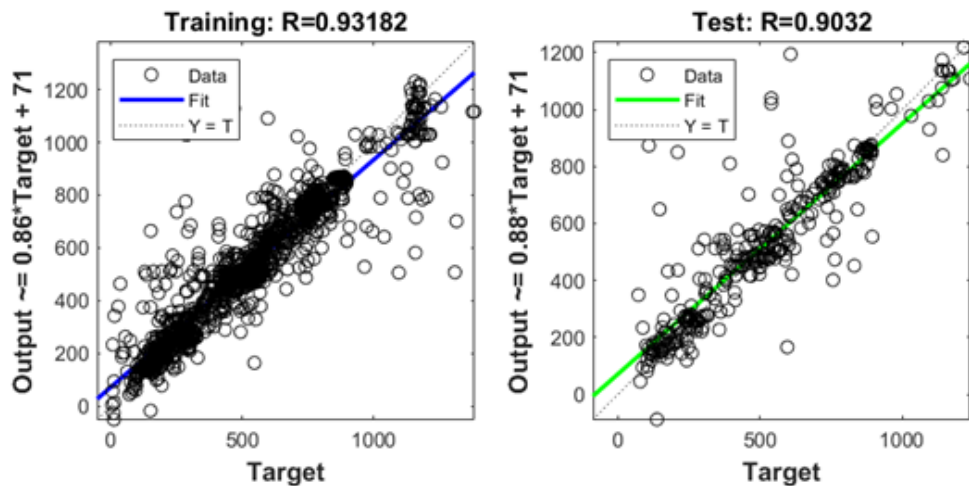 Training: R=0.93182
Output ~= 0.86*Target + 71
1200
1000
800
600
400
200
0
Data
Fit
Y = T
0
500
1000
Target
Test: R=0.9032
Output ~= 0.88*Target + 71
1200
1000
800
600
400
200
0
Data
Fit
Y = T
0
500
1000
Target